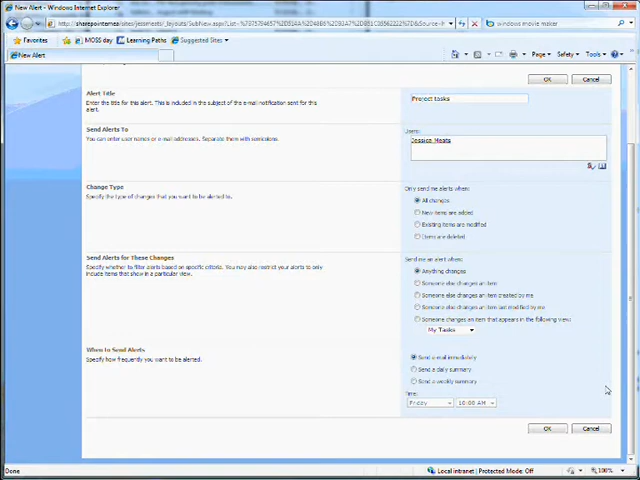 New Alert - Windows Internet Explorer
windows movie maker
Favorites MOSS day Learning Paths Suggested Sites
New Alert
Page Safety Tools
OK Cancel
Alert Title
Enter the title for this alert. This is included in the subject of the e-mail notification sent for this alert.
Project tasks
Send Alerts To
You can enter user names or e-mail addresses. Separate them with semicolons.
Users:
Jessica Meats
Change Type
Specify the type of changes that you want to be alerted to.
Only send me alerts when:
All changes
New items are added
Existing items are modified
Items are deleted
Send Alerts for These Changes
Specify whether to filter alerts based on specific criteria. You may also restrict your alerts to only
include items that show in a particular view.
Send me an alert when:
Anything changes
Someone else changes an item
Someone else changes an item created by me
Someone else changes an item last modified by me
Someone changes an item that appears in the following view:
My Tasks
When to Send Alerts
Specify how frequently you want to be alerted.
Send e-mail immediately
Send a daily summary
Send a weekly summary
Time:
Friday 10:00 AM
OK Cancel
Done
Local intranet | Protected Mode: Off
100%